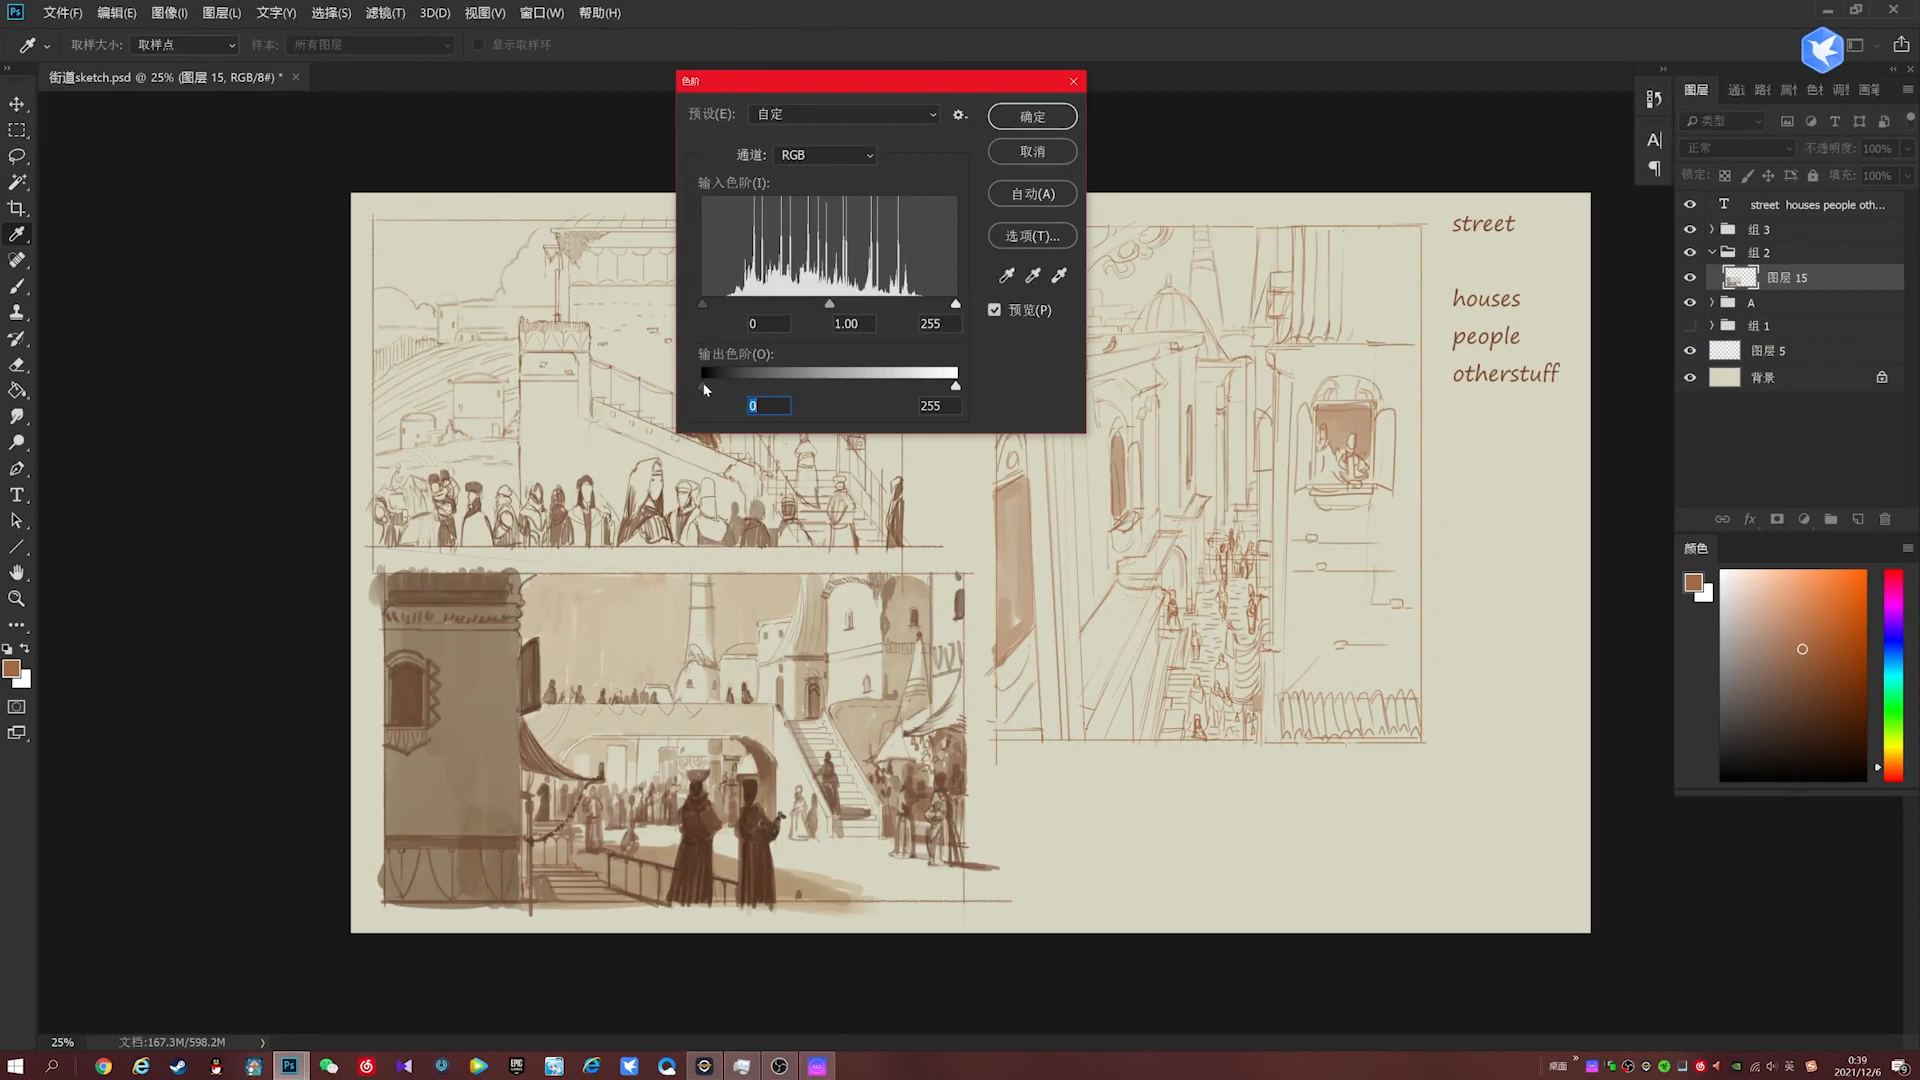 Ps 文件(F) 编辑(E) 图像(I) 图层(L) 文字(Y) 选择(S) 滤镜(T) 3D(D) 视图(V) 窗口(W) 帮助(H)
取样大小: 取样点 样本: 所有图层 显示取样环
街道sketch.psd @ 25% (图层 15, RGB/8#) *
色阶
预设(E): 自定
确定
通道: RGB
取消
输入色阶(I):
自动(A)
选项(T)...
预览(P)
0 1.00 255
输出色阶(O):
0 255
street
houses
people
otherstuff
图层
类型
正常 不透明度: 100%
锁定: 填充: 100%
street houses people oth...
组 3
组 2
图层 15
A
组 1
图层 5
背景
fx
颜色
25% 文档:167.3M/598.2M
桌面 英 0:39
2021/12/6